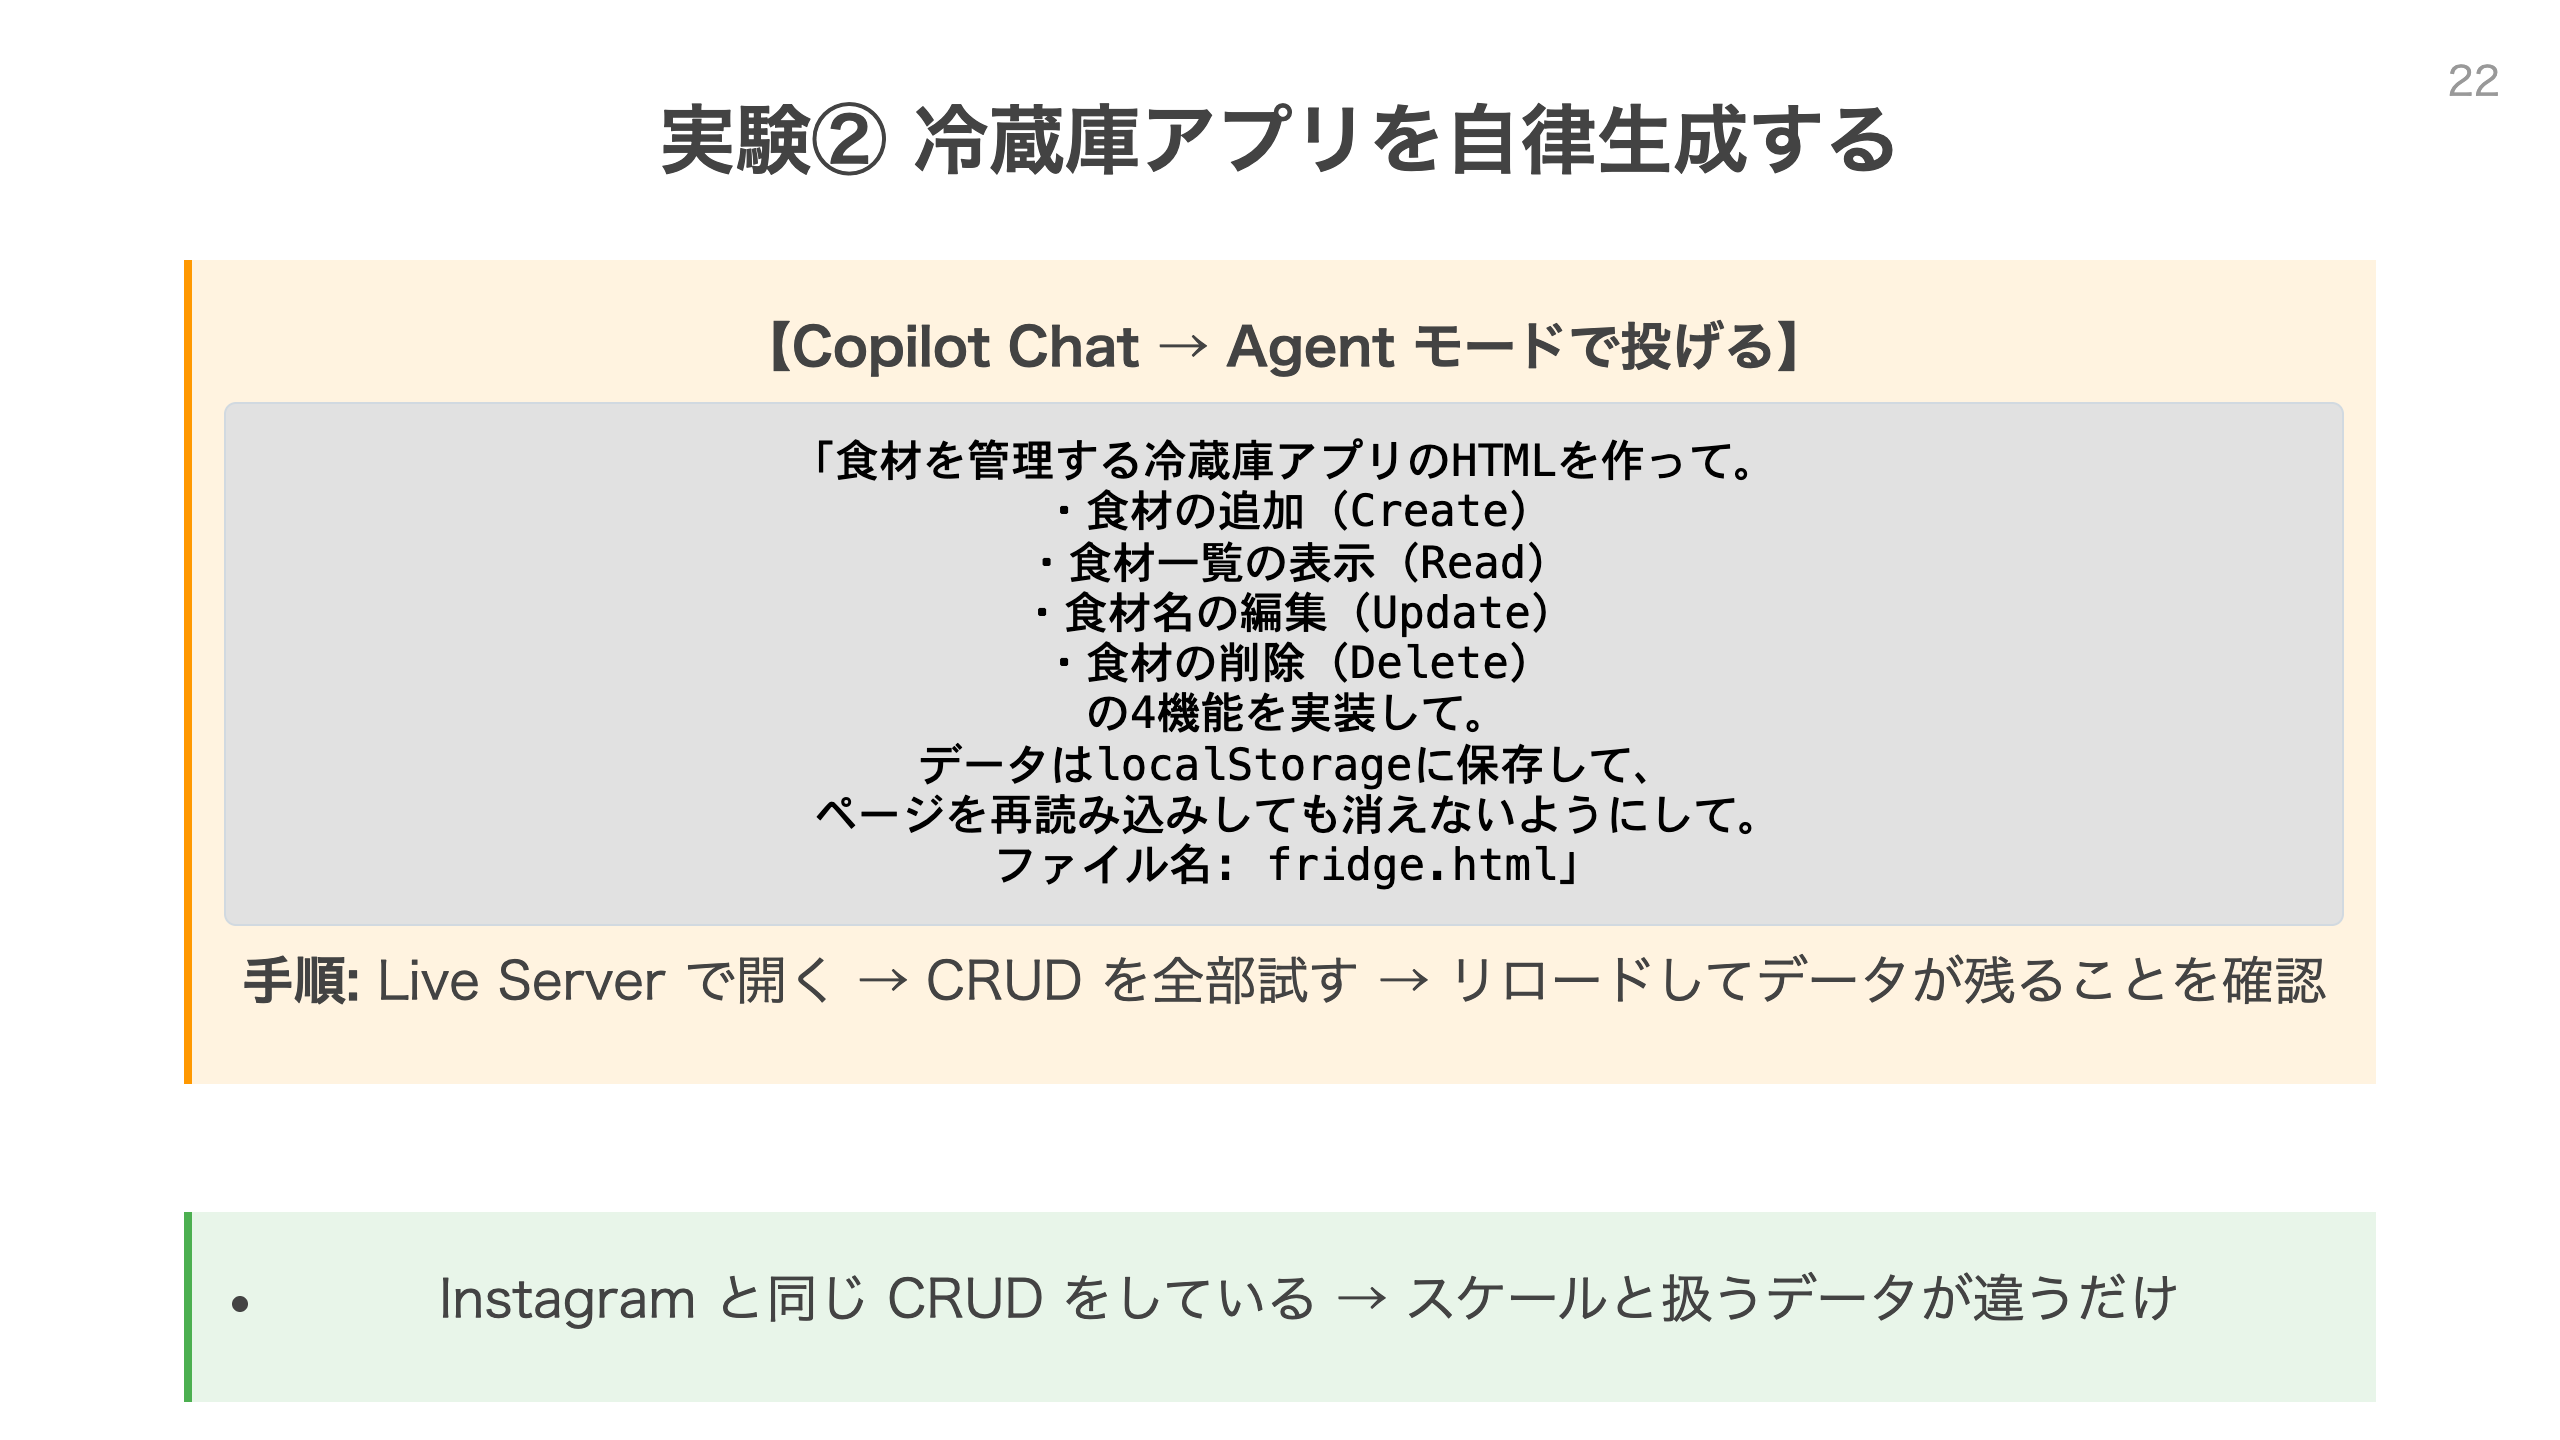 22
実験② 冷蔵庫アプリを自律生成する
【Copilot Chat → Agent モードで投げる】
「食材を管理する冷蔵庫アプリのHTMLを作って。
・食材の追加（Create）
・食材一覧の表示（Read）
・食材名の編集（Update）
・食材の削除（Delete）
の4機能を実装して。
データはlocalStorageに保存して、
ページを再読み込みしても消えないようにして。
ファイル名: fridge.html」
手順: Live Server で開く → CRUD を全部試す → リロードしてデータが残ることを確認
• Instagram と同じ CRUD をしている → スケールと扱うデータが違うだけ